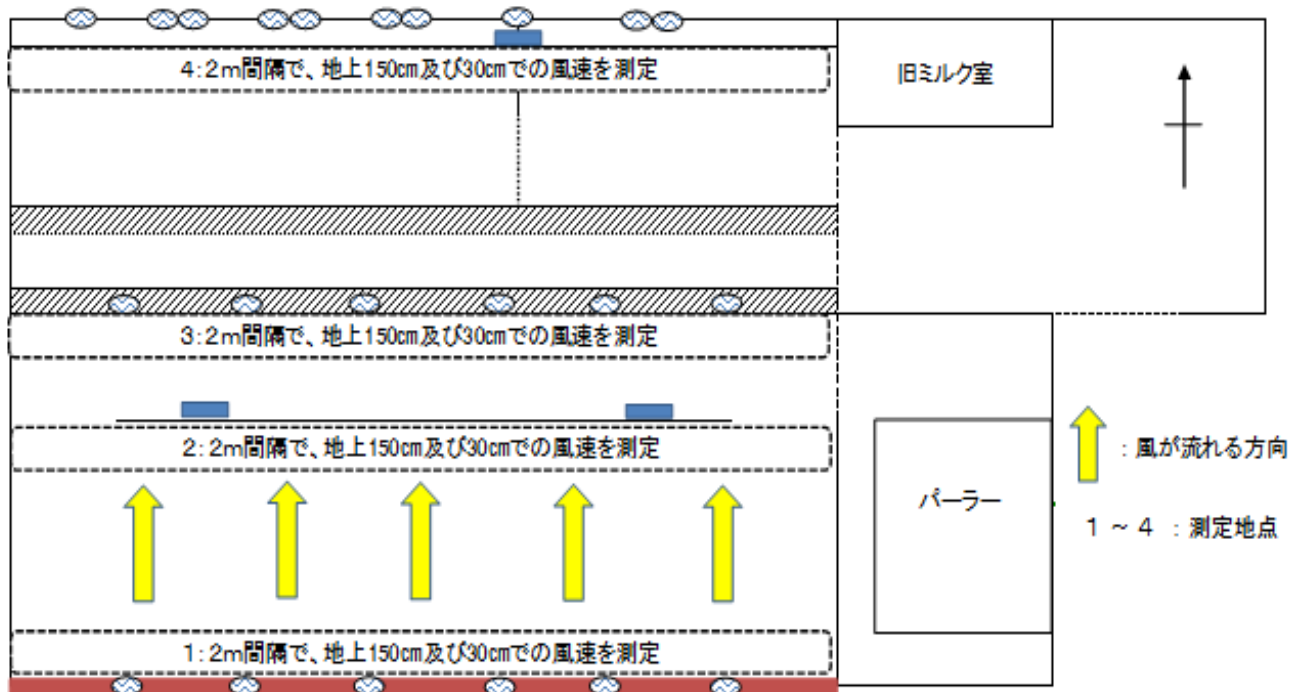 4：2ｍ間隔で、地上150㎝及び30㎝での風速を測定
旧ミルク室
3：2ｍ間隔で、地上150㎝及び30㎝での風速を測定
2：2ｍ間隔で、地上150㎝及び30㎝での風速を測定
：風が流れる方向
パーラー
1 ～ 4 ：測定地点
1：2ｍ間隔で、地上150㎝及び30㎝での風速を測定